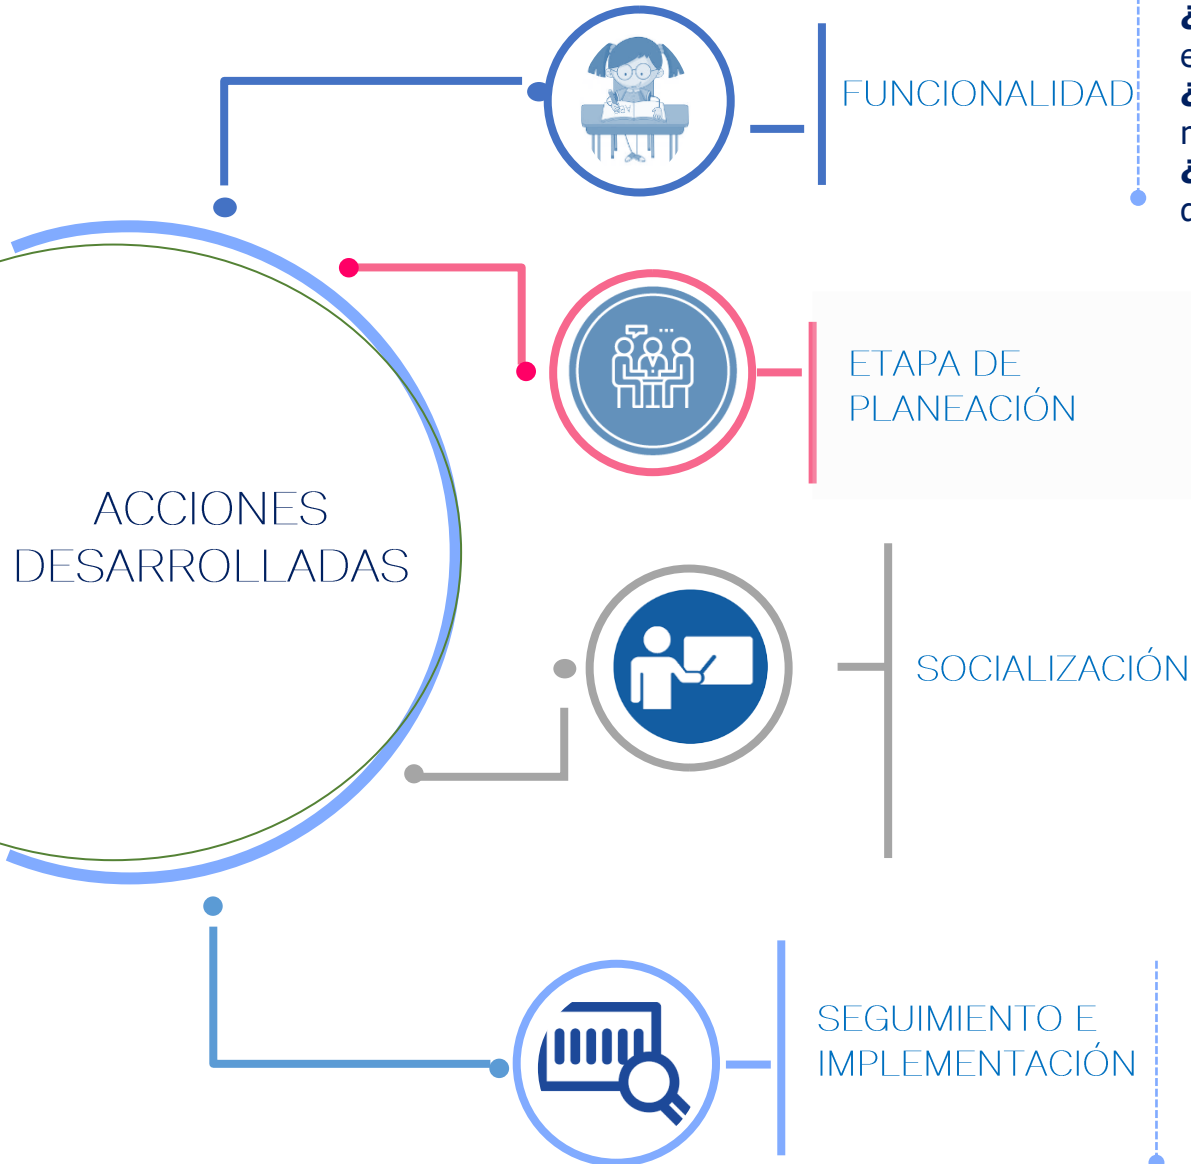 FUNCIONALIDAD
ETAPA DE
PLANEACIÓN
ACCIONES
DESARROLLADAS
SOCIALIZACIÓN
SEGUIMIENTO E
IMPLEMENTACIÓN